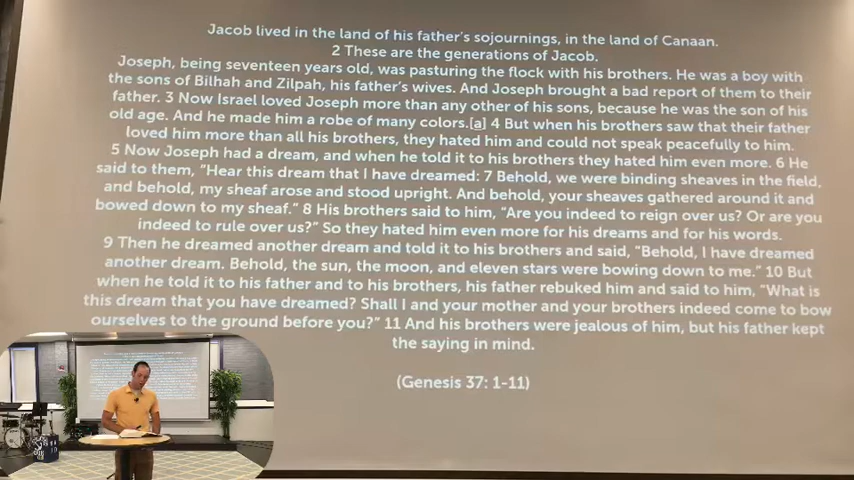 Jacob lived in the land of his father's sojournings, in the land of Canaan.
2 These are the generations of Jacob.
Joseph, being seventeen years old, was pasturing the flock with his brothers. He was a boy with
the sons of Bilhah and Zilpah, his father's wives. And Joseph brought a bad report of them to their
father. 3 Now Israel loved Joseph more than any other of his sons, because he was the son of his
old age. And he made him a robe of many colors.[a] 4 But when his brothers saw that their father
loved him more than all his brothers, they hated him and could not speak peacefully to him.
5 Now Joseph had a dream, and when he told it to his brothers they hated him even more. 6 He
said to them, "Hear this dream that I have dreamed: 7 Behold, we were binding sheaves in the field,
and behold, my sheaf arose and stood upright. And behold, your sheaves gathered around it and
bowed down to my sheaf." 8 His brothers said to him, "Are you indeed to reign over us? Or are you
indeed to rule over us?" So they hated him even more for his dreams and for his words.
9 Then he dreamed another dream and told it to his brothers and said, "Behold, I have dreamed
another dream. Behold, the sun, the moon, and eleven stars were bowing down to me." 10 But
when he told it to his father and to his brothers, his father rebuked him and said to him, "What is
this dream that you have dreamed? Shall I and your mother and your brothers indeed come to bow
ourselves to the ground before you?" 11 And his brothers were jealous of him, but his father kept
the saying in mind.
(Genesis 37: 1-11)